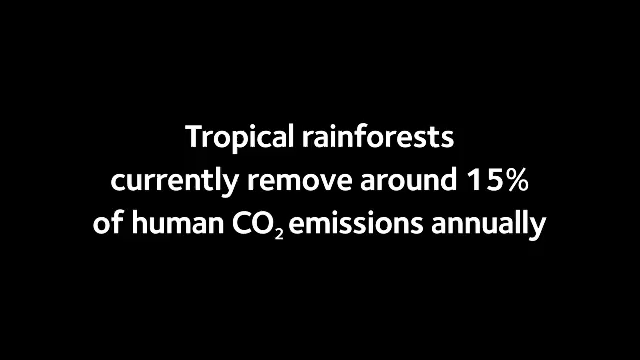 Tropical rainforests
currently remove around 15%
of human CO₂ emissions annually